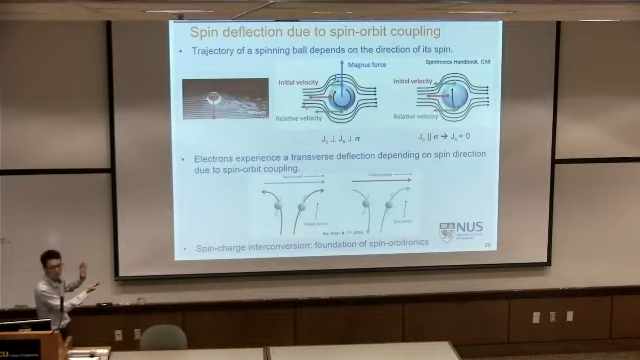 Spin deflection due to spin-orbit coupling
• Trajectory of a spinning ball depends on the direction of its spin.
Magnus force
Spintronics Handbook, Ch8
Initial velocity
Initial velocity
Relative velocity
Relative velocity
• Electrons experience a transverse deflection depending on spin direction
due to spin-orbit coupling.
NUS
• Spin-charge interconversion: foundation of spin-orbitronics